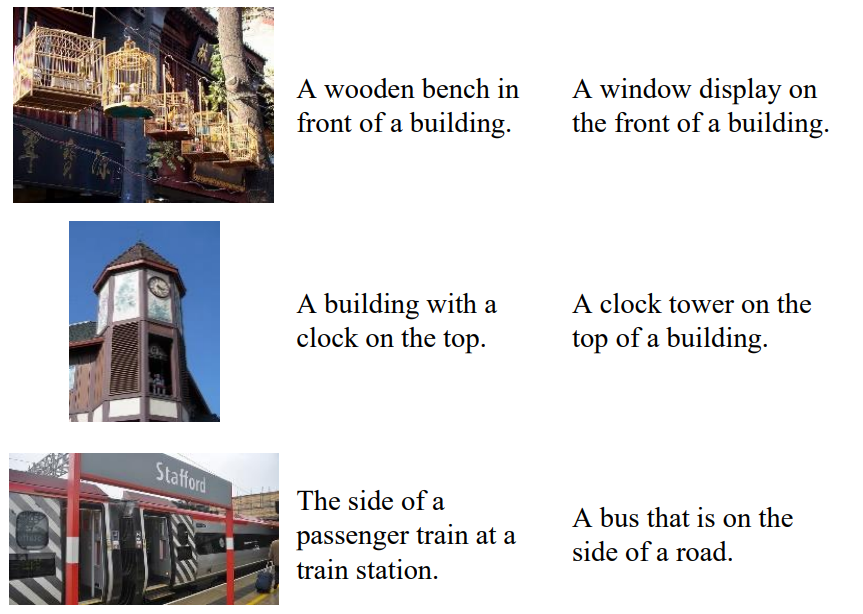 A wooden bench in
front of a building.
A window display on
the front of a building.
A building with a
clock on the top.
A clock tower on the
top of a building.
Stafford
The side of a
passenger train at a
train station.
A bus that is on the
side of a road.